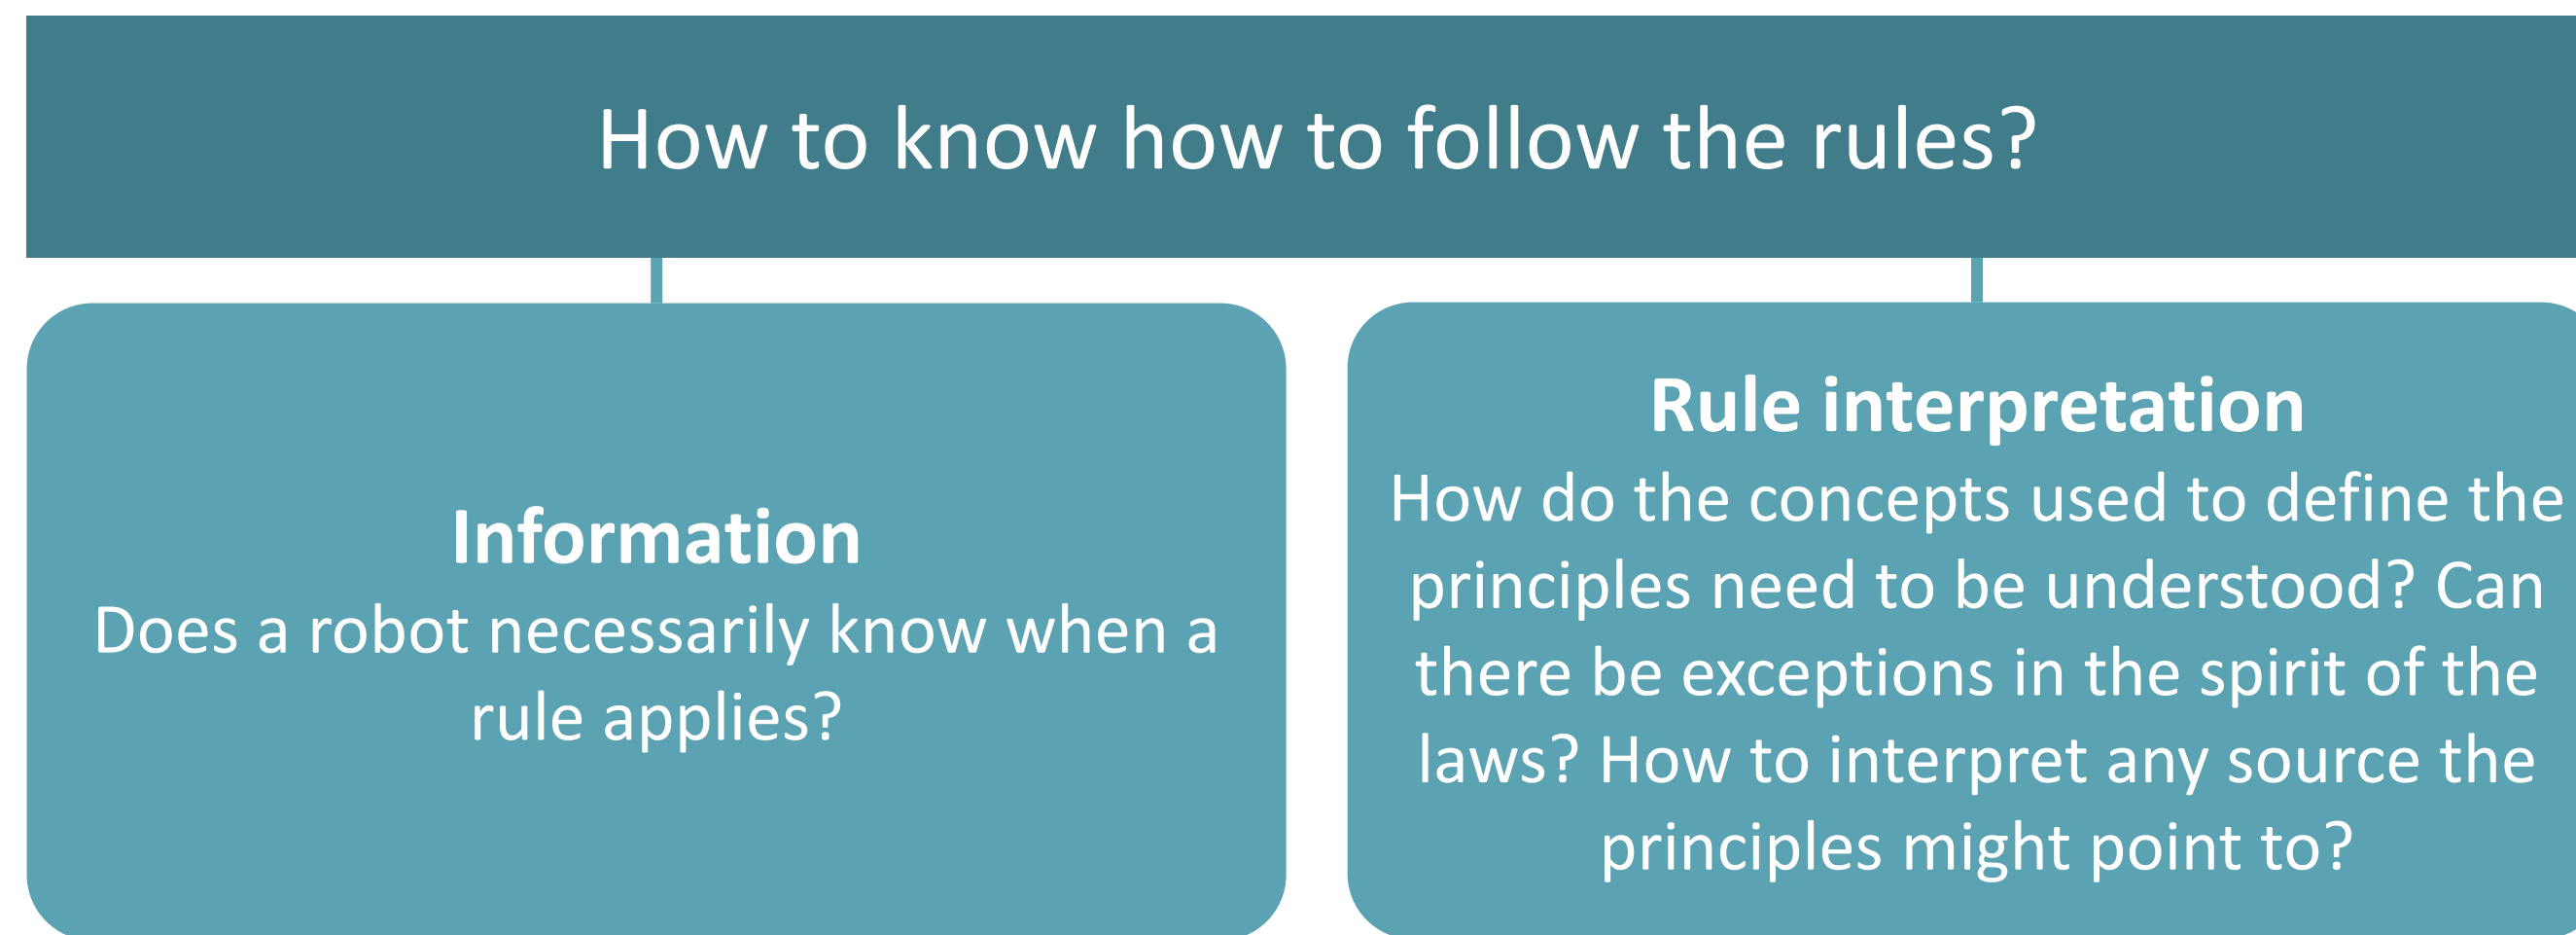 How to know how to follow the rules?
Information
Does a robot necessarily know when a
rule applies?
Rule interpretation
How do the concepts used to define the
principles need to be understood? Can
there be exceptions in the spirit of the
laws? How to interpret any source the
principles might point to?